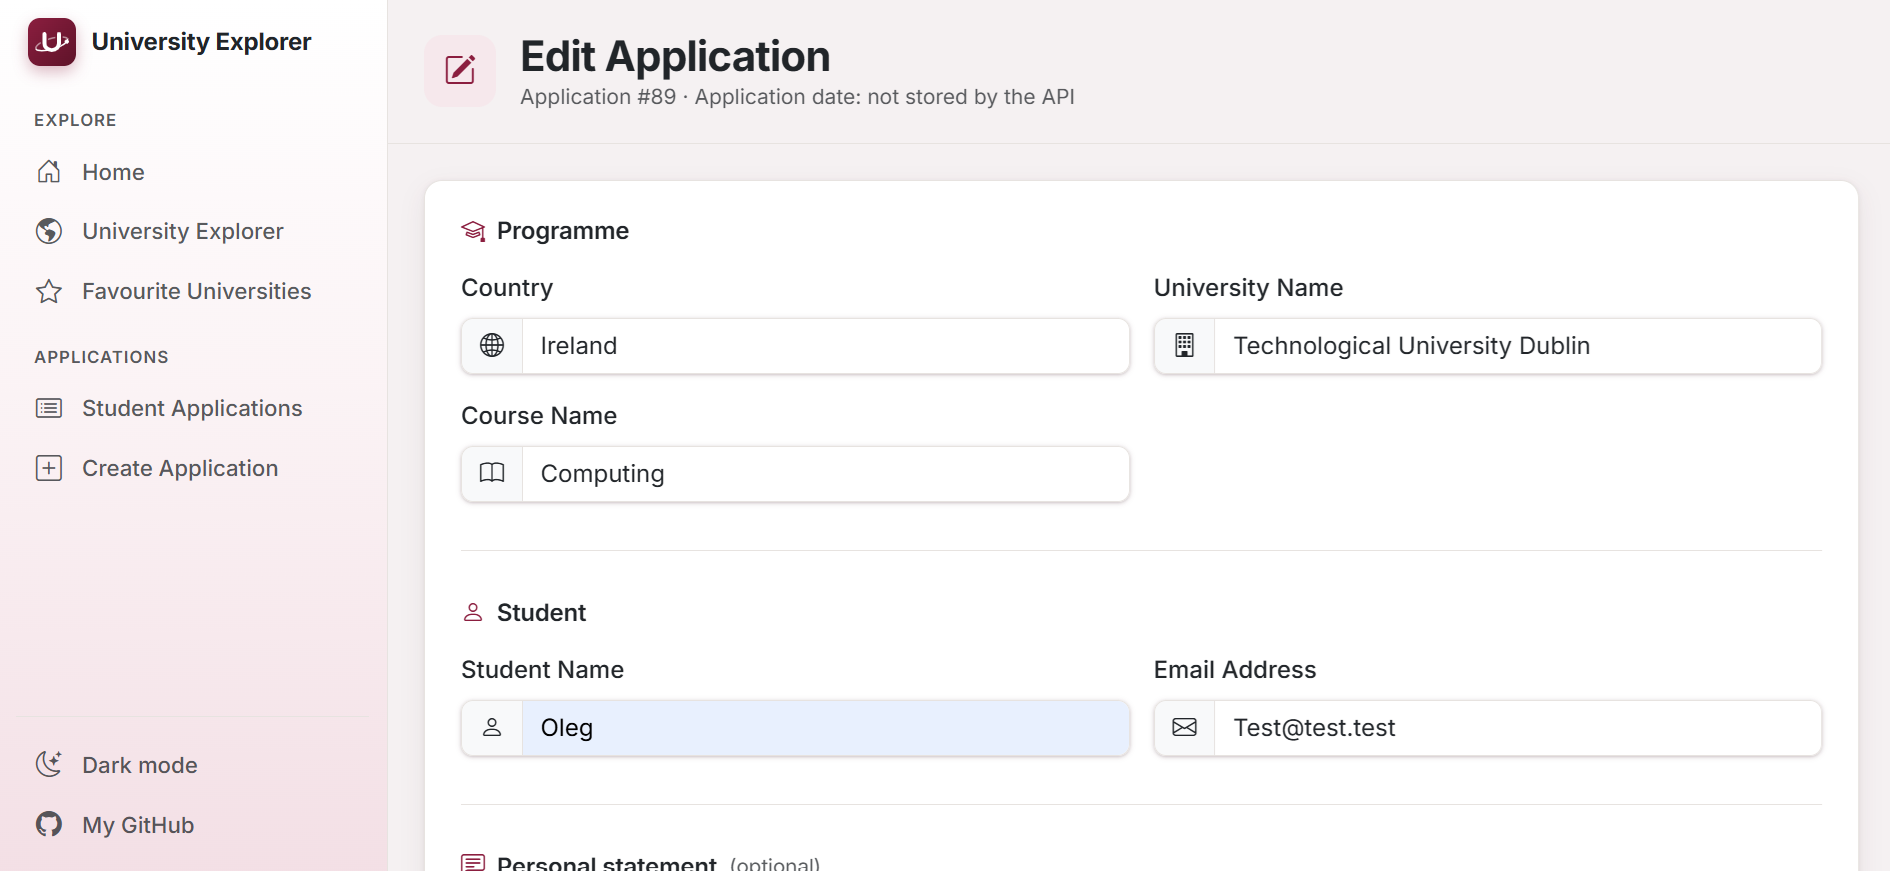 University Explorer
EXPLORE
Home
University Explorer
Favourite Universities
APPLICATIONS
Student Applications
Create Application
Dark mode
My GitHub
Edit Application
Application #89 · Application date: not stored by the API
Programme
Country
Ireland
University Name
Technological University Dublin
Course Name
Computing
Student
Student Name
Oleg
Email Address
Test@test.test
Personal statement (optional)